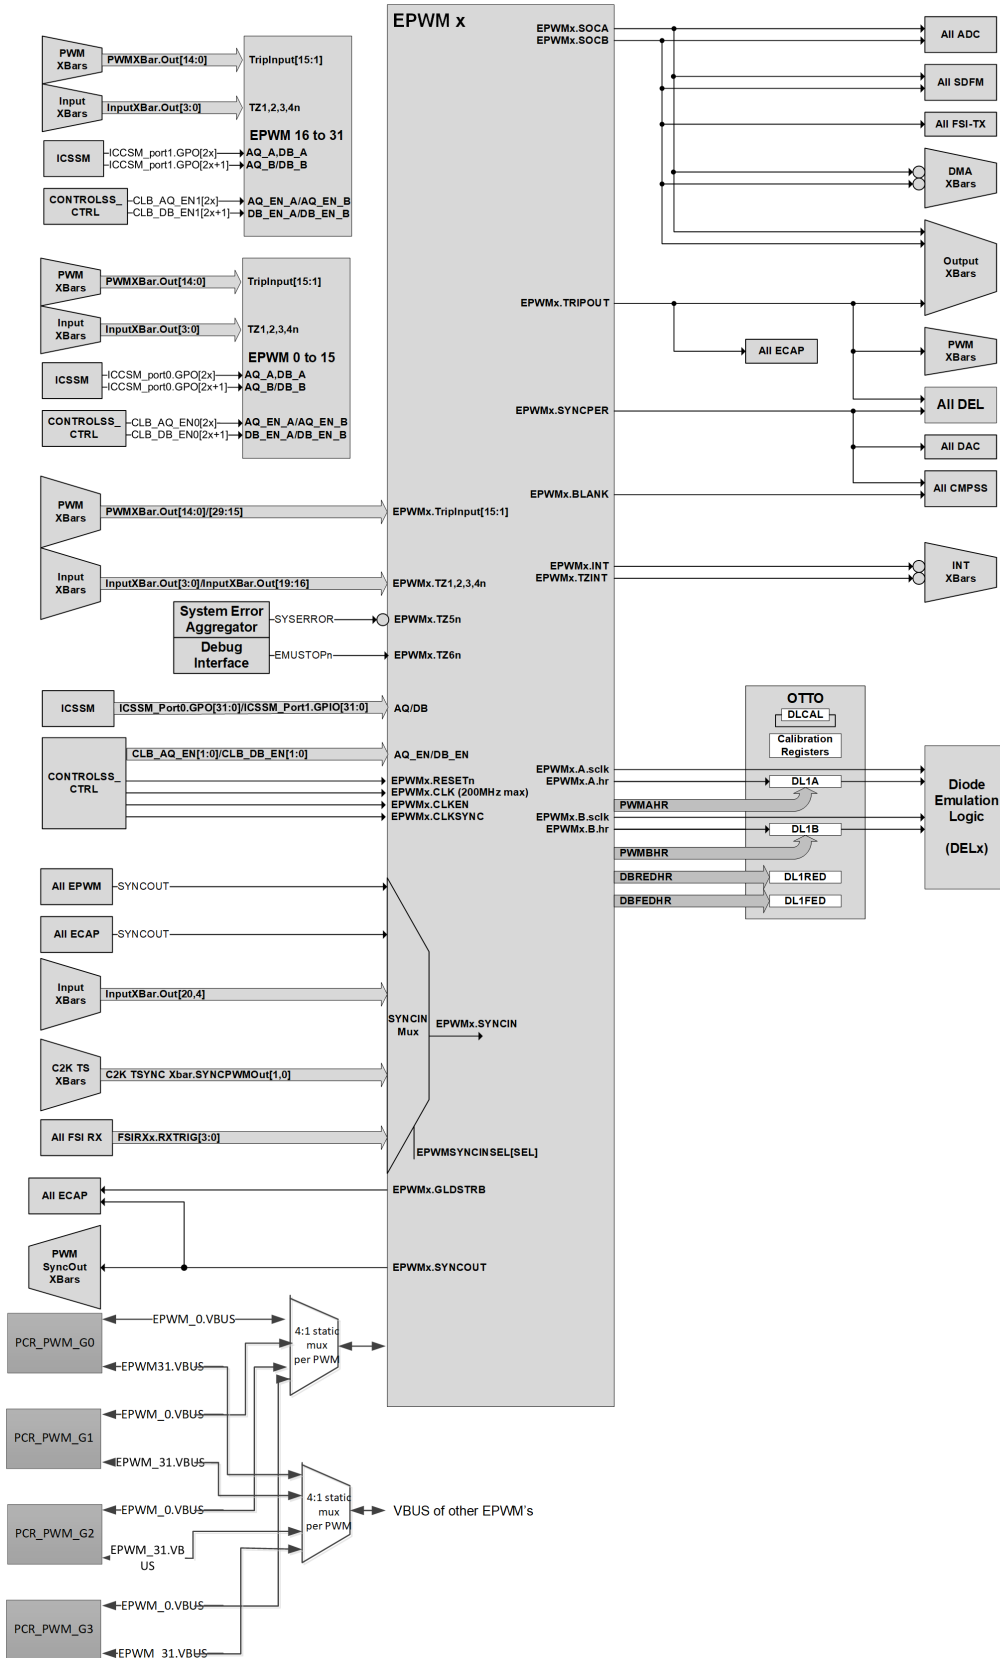 EPWM x
PWM
XBars
PWMXBar.Out[14:0]
TripInput[15:1]
Input
XBars
InputXBar.Out[3:0]
TZ1,2,3,4n
EPWM 16 to 31
ICSSM
ICCSM_port1.GPO[2x]
AQ_A,DB_A
ICCSM_port1.GPO[2x+1]
AQ_B/DB_B
CONTROLSS_
CTRL
CLB_AQ_EN1[2x]
AQ_EN_A/AQ_EN_B
CLB_DB_EN1[2x+1]
DB_EN_A/DB_EN_B
PWM
XBars
PWMXBar.Out[14:0]
TripInput[15:1]
Input
XBars
InputXBar.Out[3:0]
TZ1,2,3,4n
EPWM 0 to 15
ICSSM
ICCSM_port0.GPO[2x]
AQ_A,DB_A
ICCSM_port0.GPO[2x+1]
AQ_B/DB_B
CONTROLSS_
CTRL
CLB_AQ_EN0[2x]
AQ_EN_A/AQ_EN_B
CLB_DB_EN0[2x+1]
DB_EN_A/DB_EN_B
PWM
XBars
PWMXBar.Out[14:0]/[29:15]
EPWMx.TripInput[15:1]
Input
XBars
InputXBar.Out[3:0]/InputXBar.Out[19:16]
EPWMx.TZ1,2,3,4n
System Error
Aggregator
SYSERROR
EPWMx.TZ5n
Debug
Interface
EMUSTOPn
EPWMx.TZ6n
ICSSM
ICSSM_Port0.GPO[31:0]/ICSSM_Port1.GPIO[31:0]
AQ/DB
CONTROLSS_
CTRL
CLB_AQ_EN[1:0]/CLB_DB_EN[1:0]
AQ_EN/DB_EN
EPWMx.RESETn
EPWMx.CLK (200MHz max)
EPWMx.CLKEN
EPWMx.CLKSYNC
All EPWM
SYNCOUT
All ECAP
SYNCOUT
Input
XBars
InputXBar.Out[20,4]
SYNCIN
Mux
EPWMx.SYNCIN
C2K TS
XBars
C2K TSYNC Xbar.SYNCPWMOut[1,0]
All FSI RX
FSIRXx.RXTRIG[3:0]
EPWMSYNCINSEL[SEL]
All ECAP
EPWMx.GLDSTRB
PWM
SyncOut
XBars
EPWMx.SYNCOUT
EPWMx.SOCA
EPWMx.SOCB
All ADC
All SDFM
All FSI-TX
DMA
XBars
Output
XBars
EPWMx.TRIPOUT
All ECAP
PWM
XBars
All DEL
EPWMx.SYNCPER
All DAC
All CMPSS
EPWMx.BLANK
EPWMx.INT
EPWMx.TZINT
INT
XBars
OTTO
DLCAL
Calibration
Registers
EPWMx.A.sclk
EPWMx.A.hr
DL1A
PWMAHR
EPWMx.B.sclk
EPWMx.B.hr
DL1B
PWMBHR
DBREDHR
DL1RED
DBFEDHR
DL1FED
Diode
Emulation
Logic
(DELx)
PCR_PWM_G0
EPWM_0.VBUS
EPWM31.VBUS
4:1 static
mux
per PWM
PCR_PWM_G1
EPWM_0.VBUS
EPWM_31.VBUS
4:1 static
mux
per PWM
VBUS of other EPWM's
PCR_PWM_G2
EPWM_0.VBUS
EPWM_31.VB
US
PCR_PWM_G3
EPWM_0.VBUS
EPWM_31.VBUS